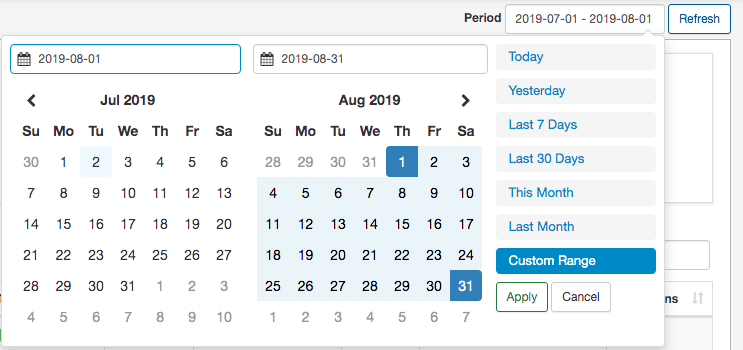 Period 2019-07-01 - 2019-08-01 Refresh
2019-08-01 2019-08-31
Today
Yesterday
Last 7 Days
Last 30 Days
This Month
Last Month
Custom Range
Apply Cancel
Jul 2019
Su Mo Tu We Th Fr Sa
30 1 2 3 4 5 6
7 8 9 10 11 12 13
14 15 16 17 18 19 20
21 22 23 24 25 26 27
28 29 30 31 1 2 3
4 5 6 7 8 9 10
Aug 2019
Su Mo Tu We Th Fr Sa
28 29 30 31 1 2 3
4 5 6 7 8 9 10
11 12 13 14 15 16 17
18 19 20 21 22 23 24
25 26 27 28 29 30 31
1 2 3 4 5 6 7
ns